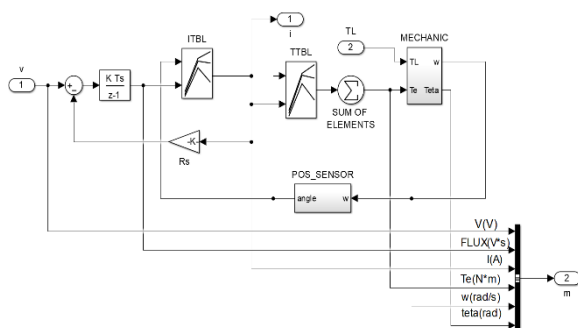 1
i
ITBL
TL
2
MECHANIC
TTBL
v
1
+
−
K Ts
z-1
TL
w
Te
Teta
SUM OF
ELEMENTS
-K-
Rs
POS_SENSOR
angle
w
V(V)
FLUX(V*s)
I(A)
Te(N*m)
w(rad/s)
teta(rad)
2
m